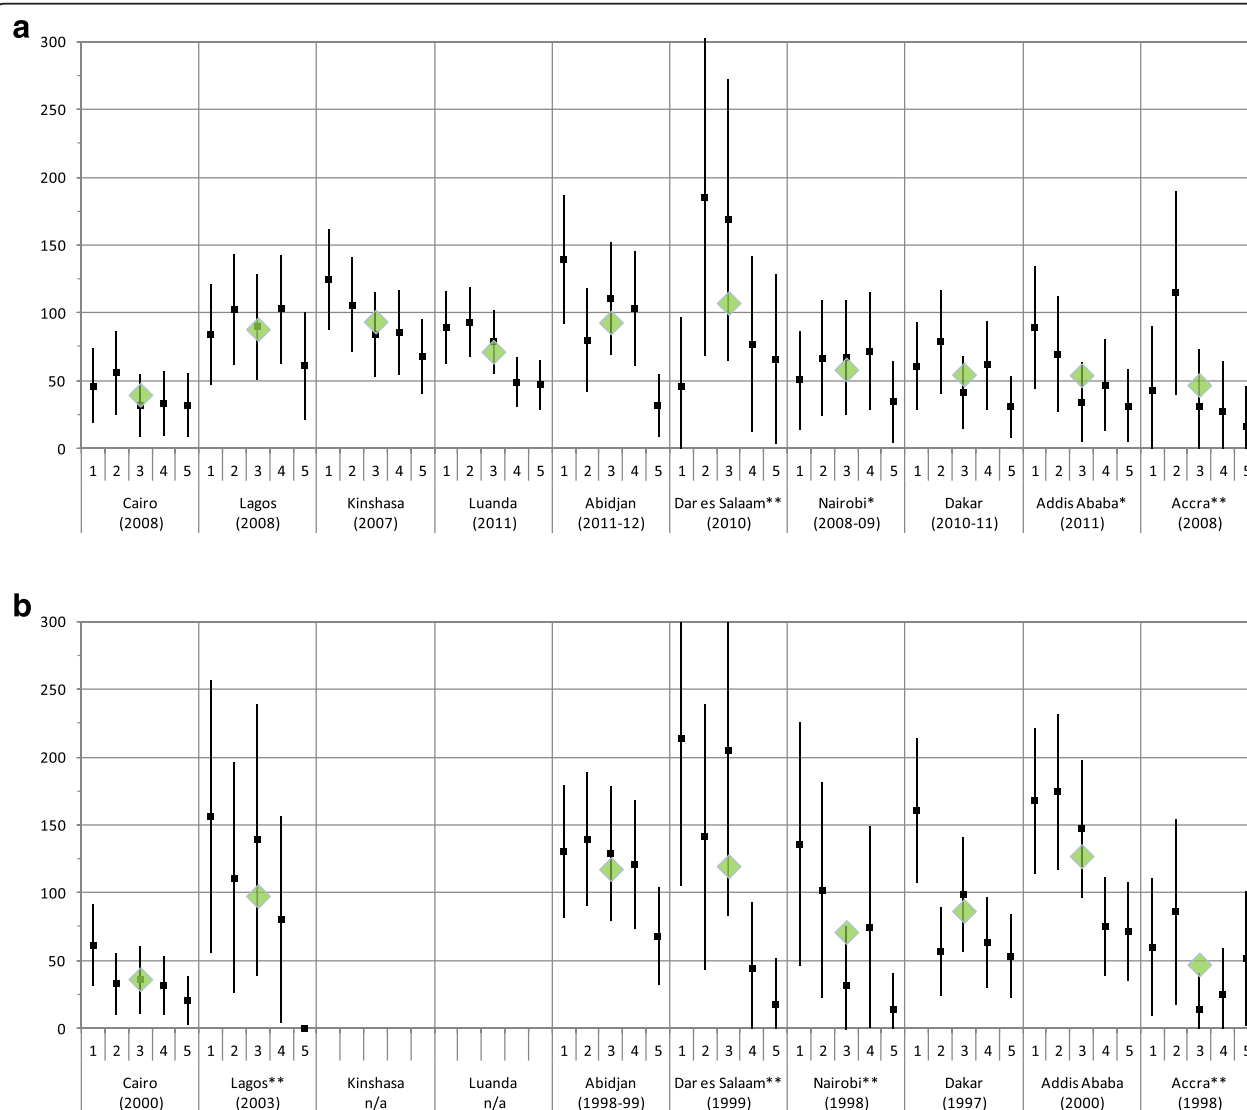 a
300
250
200
150
100
50
0
1 2 3 4 5 1 2 3 4 5 1 2 3 4 5 1 2 3 4 5 1 2 3 4 5 1 2 3 4 5 1 2 3 4 5 1 2 3 4 5 1 2 3 4 5 1 2 3 4 5
Cairo Lagos Kinshasa Luanda Abidjan Dar es Salaam** Nairobi* Dakar Addis Ababa* Accra**
(2008) (2008) (2007) (2011) (2011-12) (2010) (2008-09) (2010-11) (2011) (2008)
b
300
250
200
150
100
50
0
1 2 3 4 5 1 2 3 4 5 1 2 3 4 5 1 2 3 4 5 1 2 3 4 5 1 2 3 4 5 1 2 3 4 5 1 2 3 4 5
Cairo Lagos** Kinshasa Luanda Abidjan Dar es Salaam** Nairobi** Dakar Addis Ababa Accra**
(2000) (2003) n/a n/a (1998-99) (1999) (1998) (1997) (2000) (1998)